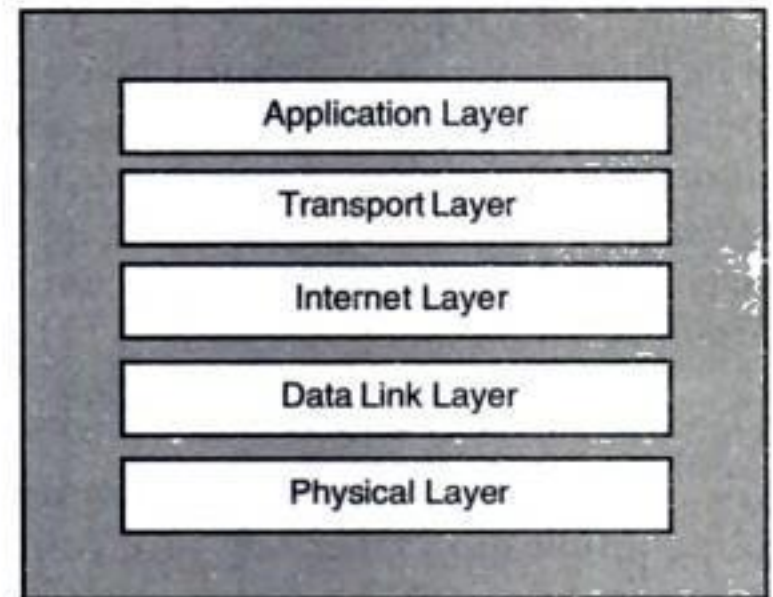 Application Layer
Transport Layer
Internet Layer
Data Link Layer
Physical Layer